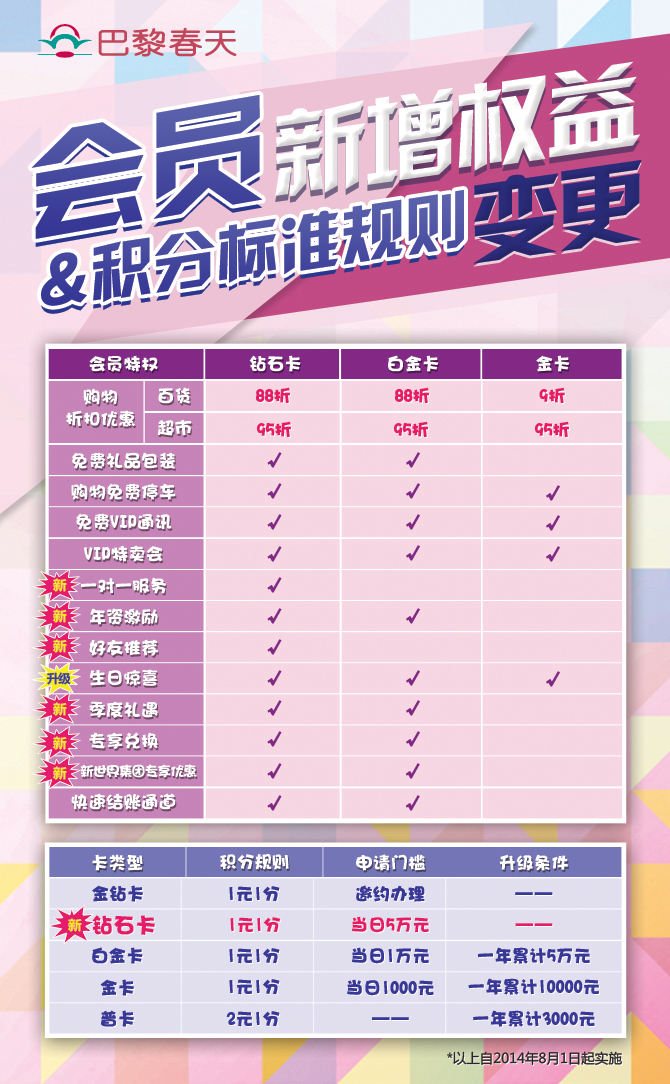 巴黎春天
会员新增权益
&积分标准规则变更
会员特权 钻石卡 白金卡 金卡
购物折扣优惠 百货 88折 88折 9折
超市 95折 95折 95折
免费礼品包装 ✓ ✓
购物免费停车 ✓ ✓ ✓
免费VIP通讯 ✓ ✓ ✓
VIP特卖会 ✓ ✓ ✓
新 一对一服务 ✓
新 年资激励 ✓ ✓
新 好友推荐 ✓
升级 生日惊喜 ✓ ✓ ✓
新 季度礼遇 ✓ ✓
新 专享兑换 ✓ ✓
新 新世界集团专享优惠 ✓ ✓
快速结账通道 ✓ ✓
卡类型 积分规则 申请门槛 升级条件
金钻卡 1元1分 邀约办理 ——
新 钻石卡 1元1分 当日5万元 ——
白金卡 1元1分 当日1万元 一年累计5万元
金卡 1元1分 当日1000元 一年累计10000元
普卡 2元1分 —— 一年累计3000元
*以上自2014年8月1日起实施